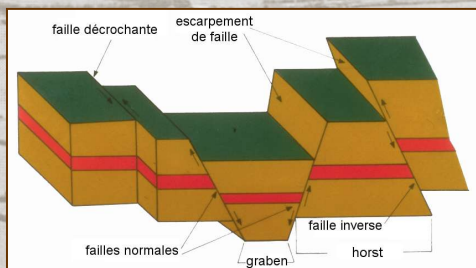 faille décrochante
escarpement
de faille
failles normales
graben
faille inverse
horst